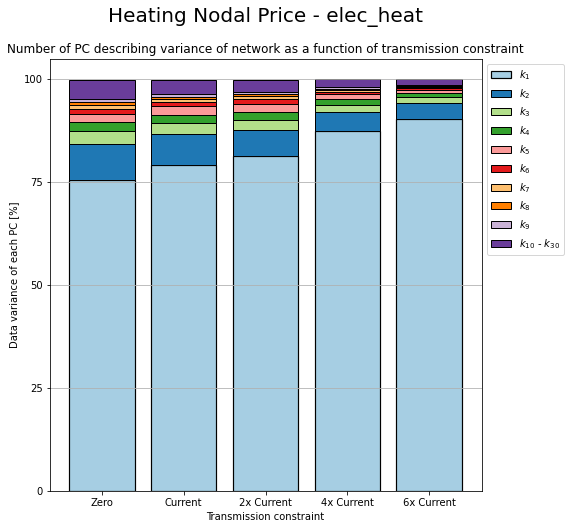 Heating Nodal Price - elec_heat
Number of PC describing variance of network as a function of transmission constraint
Data variance of each PC [%]
100
75
50
25
0
Zero
Current
2x Current
4x Current
6x Current
Transmission constraint
k₁
k₂
k₃
k₄
k₅
k₆
k₇
k₈
k₉
k₁₀ - k₃₀